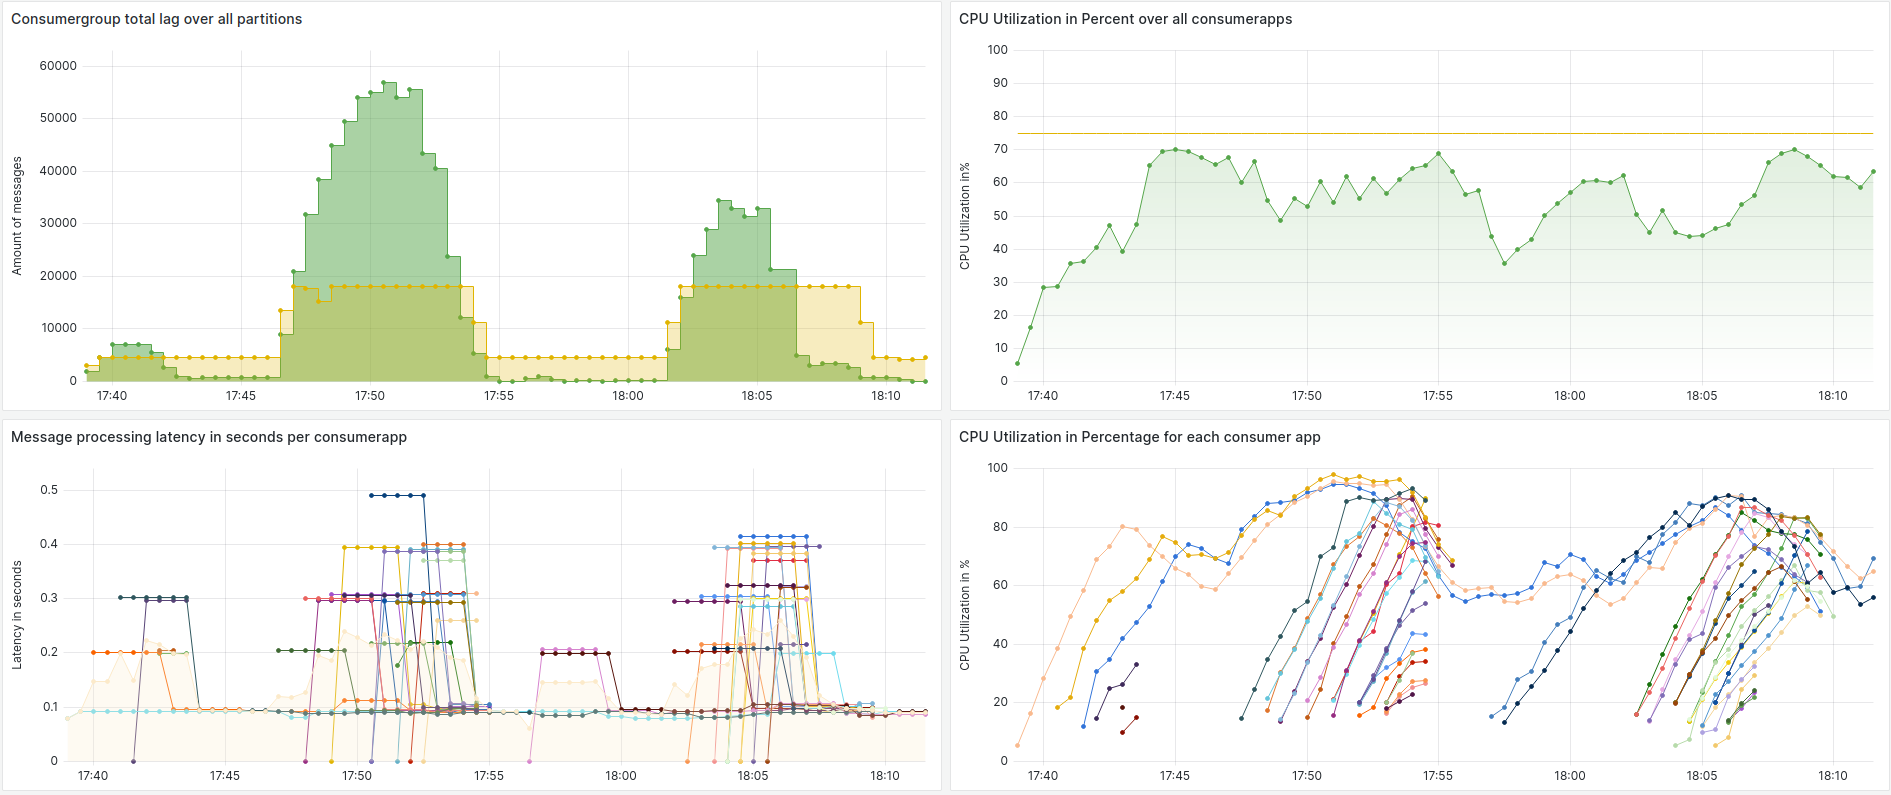 Consumergroup total lag over all partitions
Amount of messages
60000
50000
40000
30000
20000
10000
0
17:40 17:45 17:50 17:55 18:00 18:05 18:10
CPU Utilization in Percent over all consumerapps
CPU Utilization in%
100
90
80
70
60
50
40
30
20
10
0
17:40 17:45 17:50 17:55 18:00 18:05 18:10
Message processing latency in seconds per consumerapp
Latency in seconds
0.5
0.4
0.3
0.2
0.1
0
17:40 17:45 17:50 17:55 18:00 18:05 18:10
CPU Utilization in Percentage for each consumer app
CPU Utilization in %
100
80
60
40
20
0
17:40 17:45 17:50 17:55 18:00 18:05 18:10